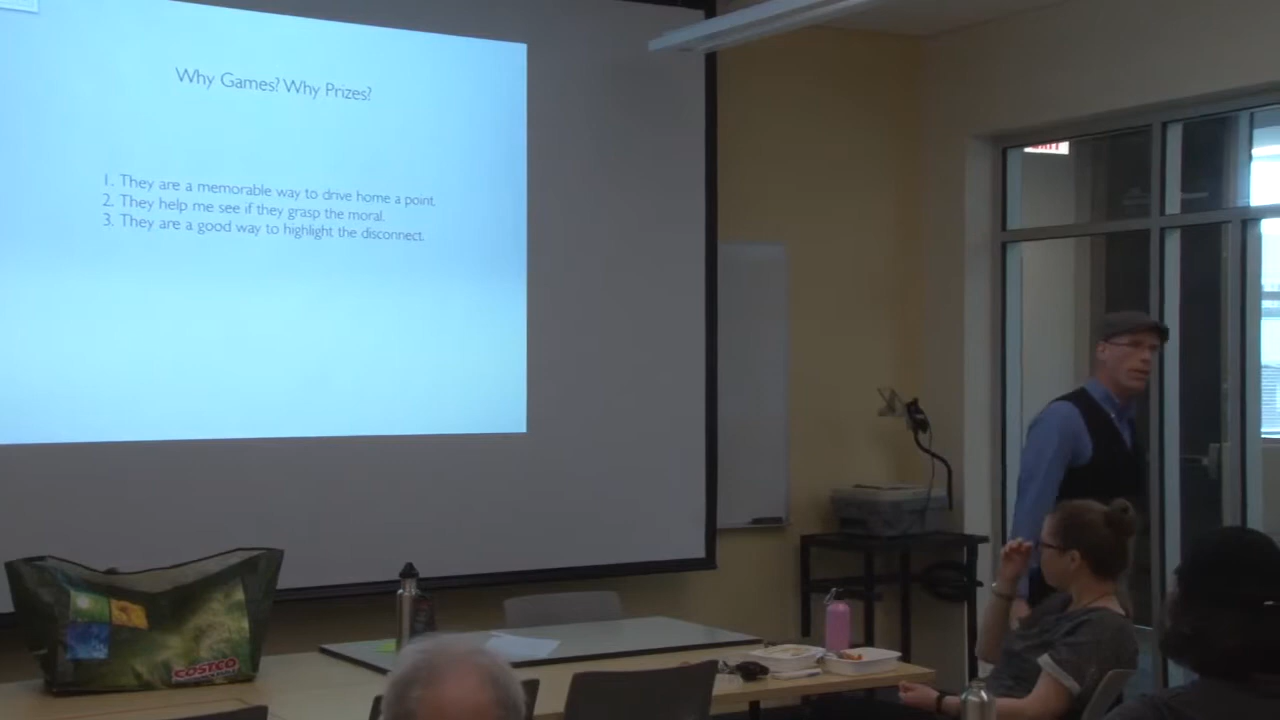 Why Games? Why Prizes?
1. They are a memorable way to drive home a point.
2. They help me see if they grasp the moral.
3. They are a good way to highlight the disconnect.
EXIT
COSTCO